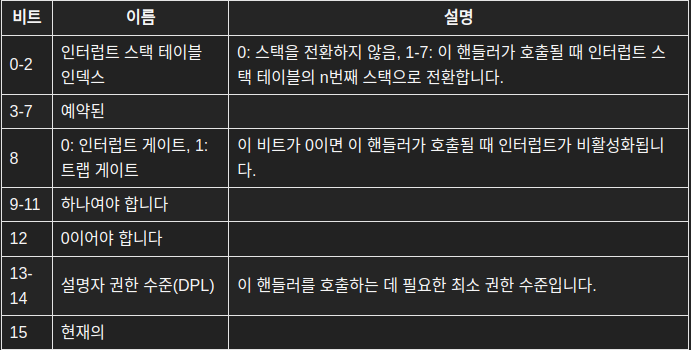 비트 이름 설명
0-2 인터럽트 스택 테이블 0: 스택을 전환하지 않음, 1-7: 이 핸들러가 호출될 때 인터럽트 스
인덱스 택 테이블의 n번째 스택으로 전환합니다.
3-7 예약된
8 0: 인터럽트 게이트, 1: 이 비트가 0이면 이 핸들러가 호출될 때 인터럽트가 비활성화됩니
트랩 게이트 다.
9-11 하나여야 합니다
12 0이어야 합니다
13-
14 설명자 권한 수준(DPL) 이 핸들러를 호출하는 데 필요한 최소 권한 수준입니다.
15 현재의